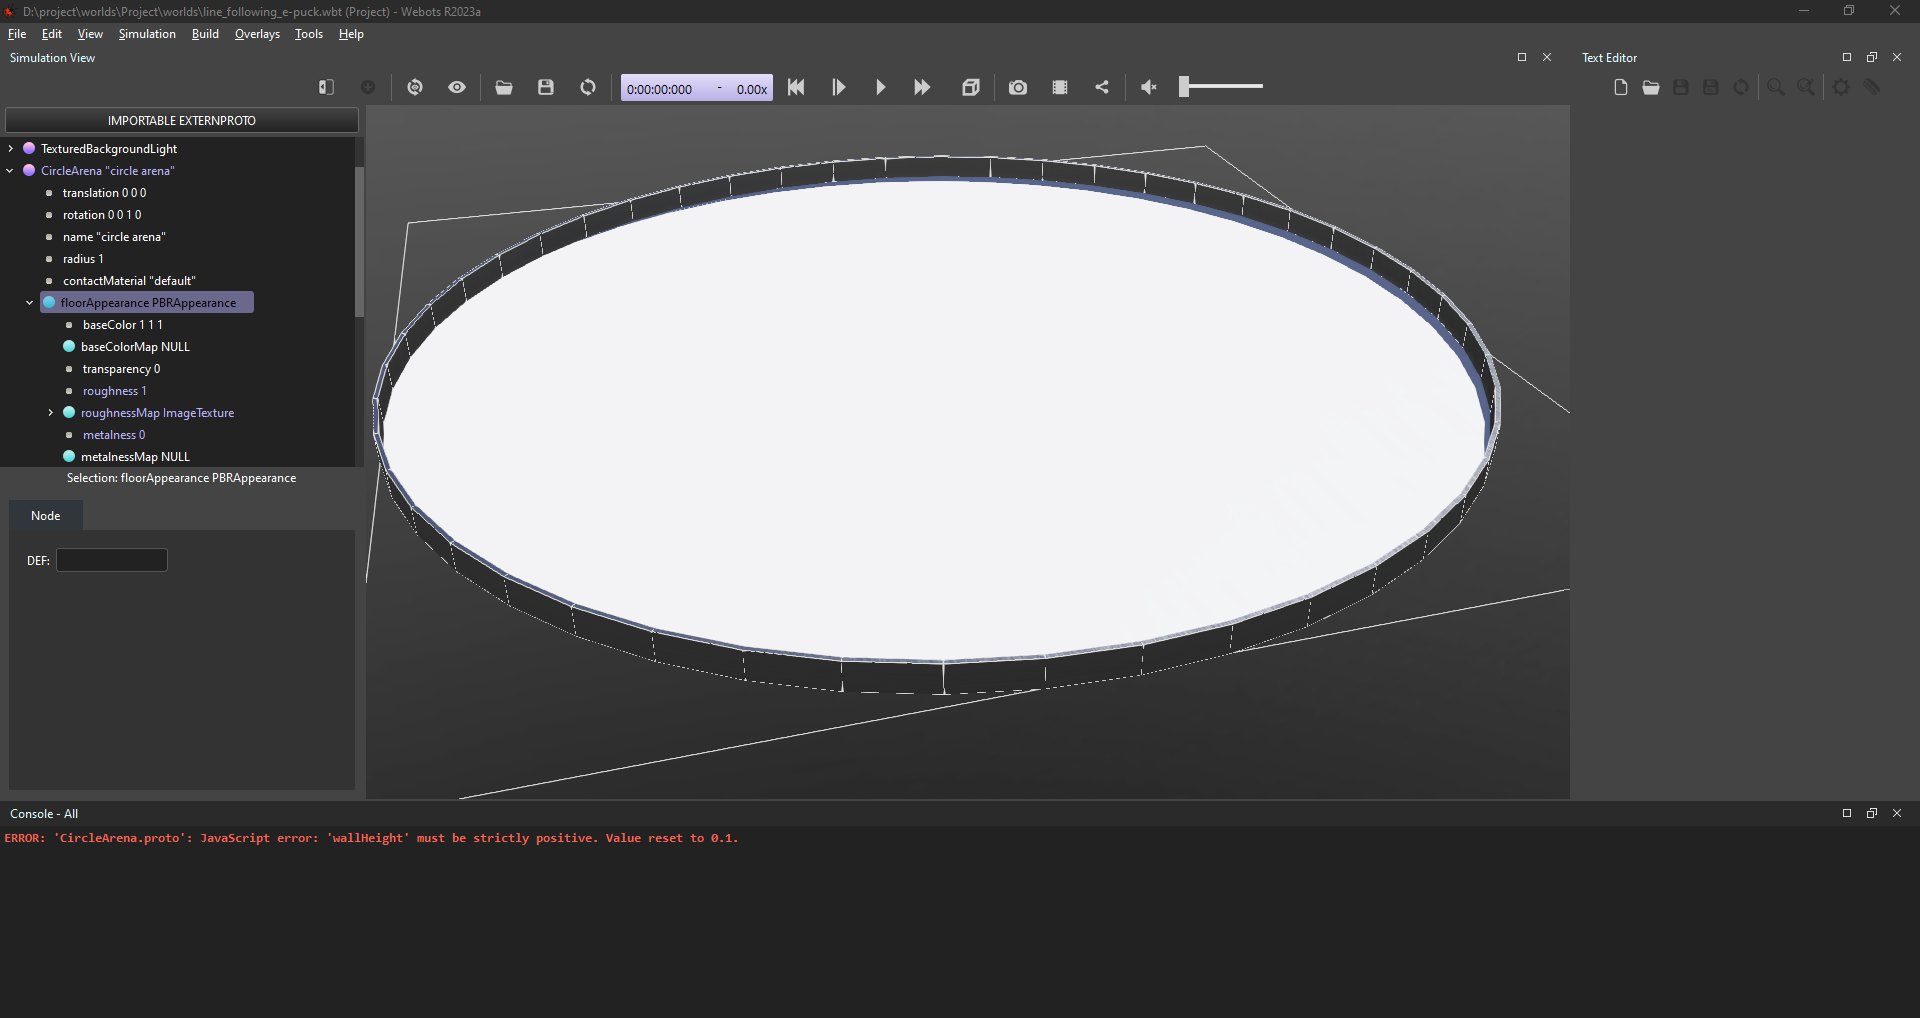 D:\project\worlds\Project\worlds\line_following_e-puck.wbt (Project) - Webots R2023a
File Edit View Simulation Build Overlays Tools Help
Simulation View
Text Editor
0:00:00:000 - 0.00x
IMPORTABLE EXTERNPROTO
TexturedBackgroundLight
CircleArena "circle arena"
translation 0 0 0
rotation 0 0 1 0
name "circle arena"
radius 1
contactMaterial "default"
floorAppearance PBRAppearance
baseColor 1 1 1
baseColorMap NULL
transparency 0
roughness 1
roughnessMap ImageTexture
metalness 0
metalnessMap NULL
Selection: floorAppearance PBRAppearance
Node
DEF:
Console - All
ERROR: 'CircleArena.proto': JavaScript error: 'wallHeight' must be strictly positive. Value reset to 0.1.